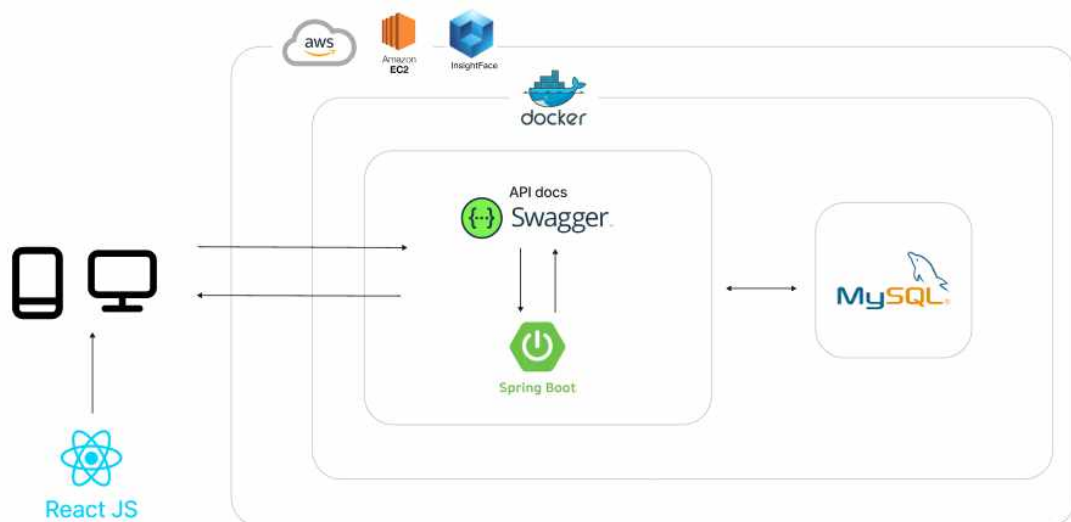 aws
Amazon
EC2
InsightFace
docker
API docs
{···} Swagger
Spring Boot
MySQL®
React JS